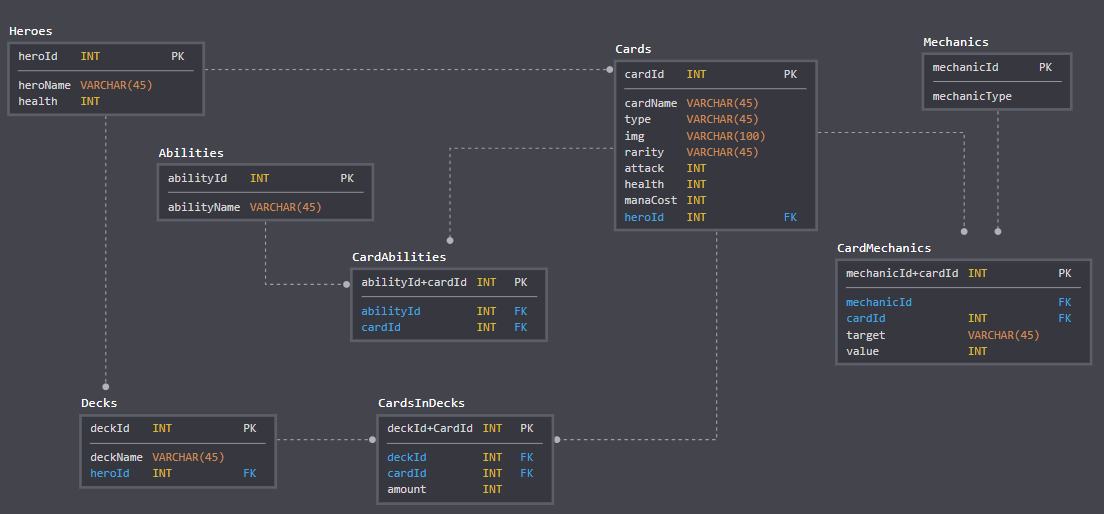 Heroes
heroId INT PK
heroName VARCHAR(45)
health INT
Cards
cardId INT PK
cardName VARCHAR(45)
type VARCHAR(45)
img VARCHAR(100)
rarity VARCHAR(45)
attack INT
health INT
manaCost INT
heroId INT FK
Mechanics
mechanicId PK
mechanicType
Abilities
abilityId INT PK
abilityName VARCHAR(45)
CardAbilities
abilityId+cardId INT PK
abilityId INT FK
cardId INT FK
CardMechanics
mechanicId+cardId INT PK
mechanicId FK
cardId INT FK
target VARCHAR(45)
value INT
Decks
deckId INT PK
deckName VARCHAR(45)
heroId INT FK
CardsInDecks
deckId+CardId INT PK
deckId INT FK
cardId INT FK
amount INT